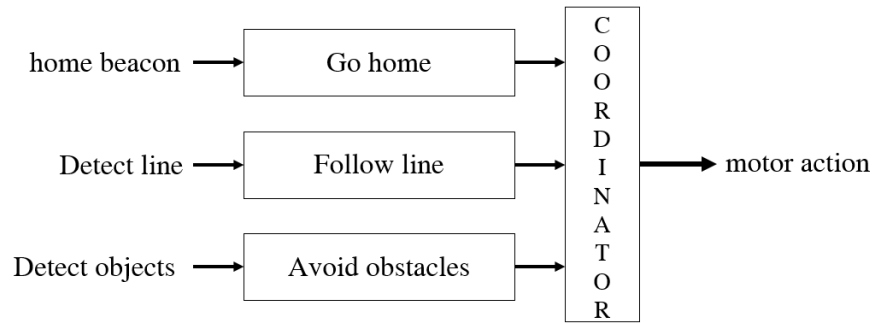 home beacon
Go home
Detect line
Follow line
Detect objects
Avoid obstacles
C
O
O
R
D
I
N
A
T
O
R
motor action